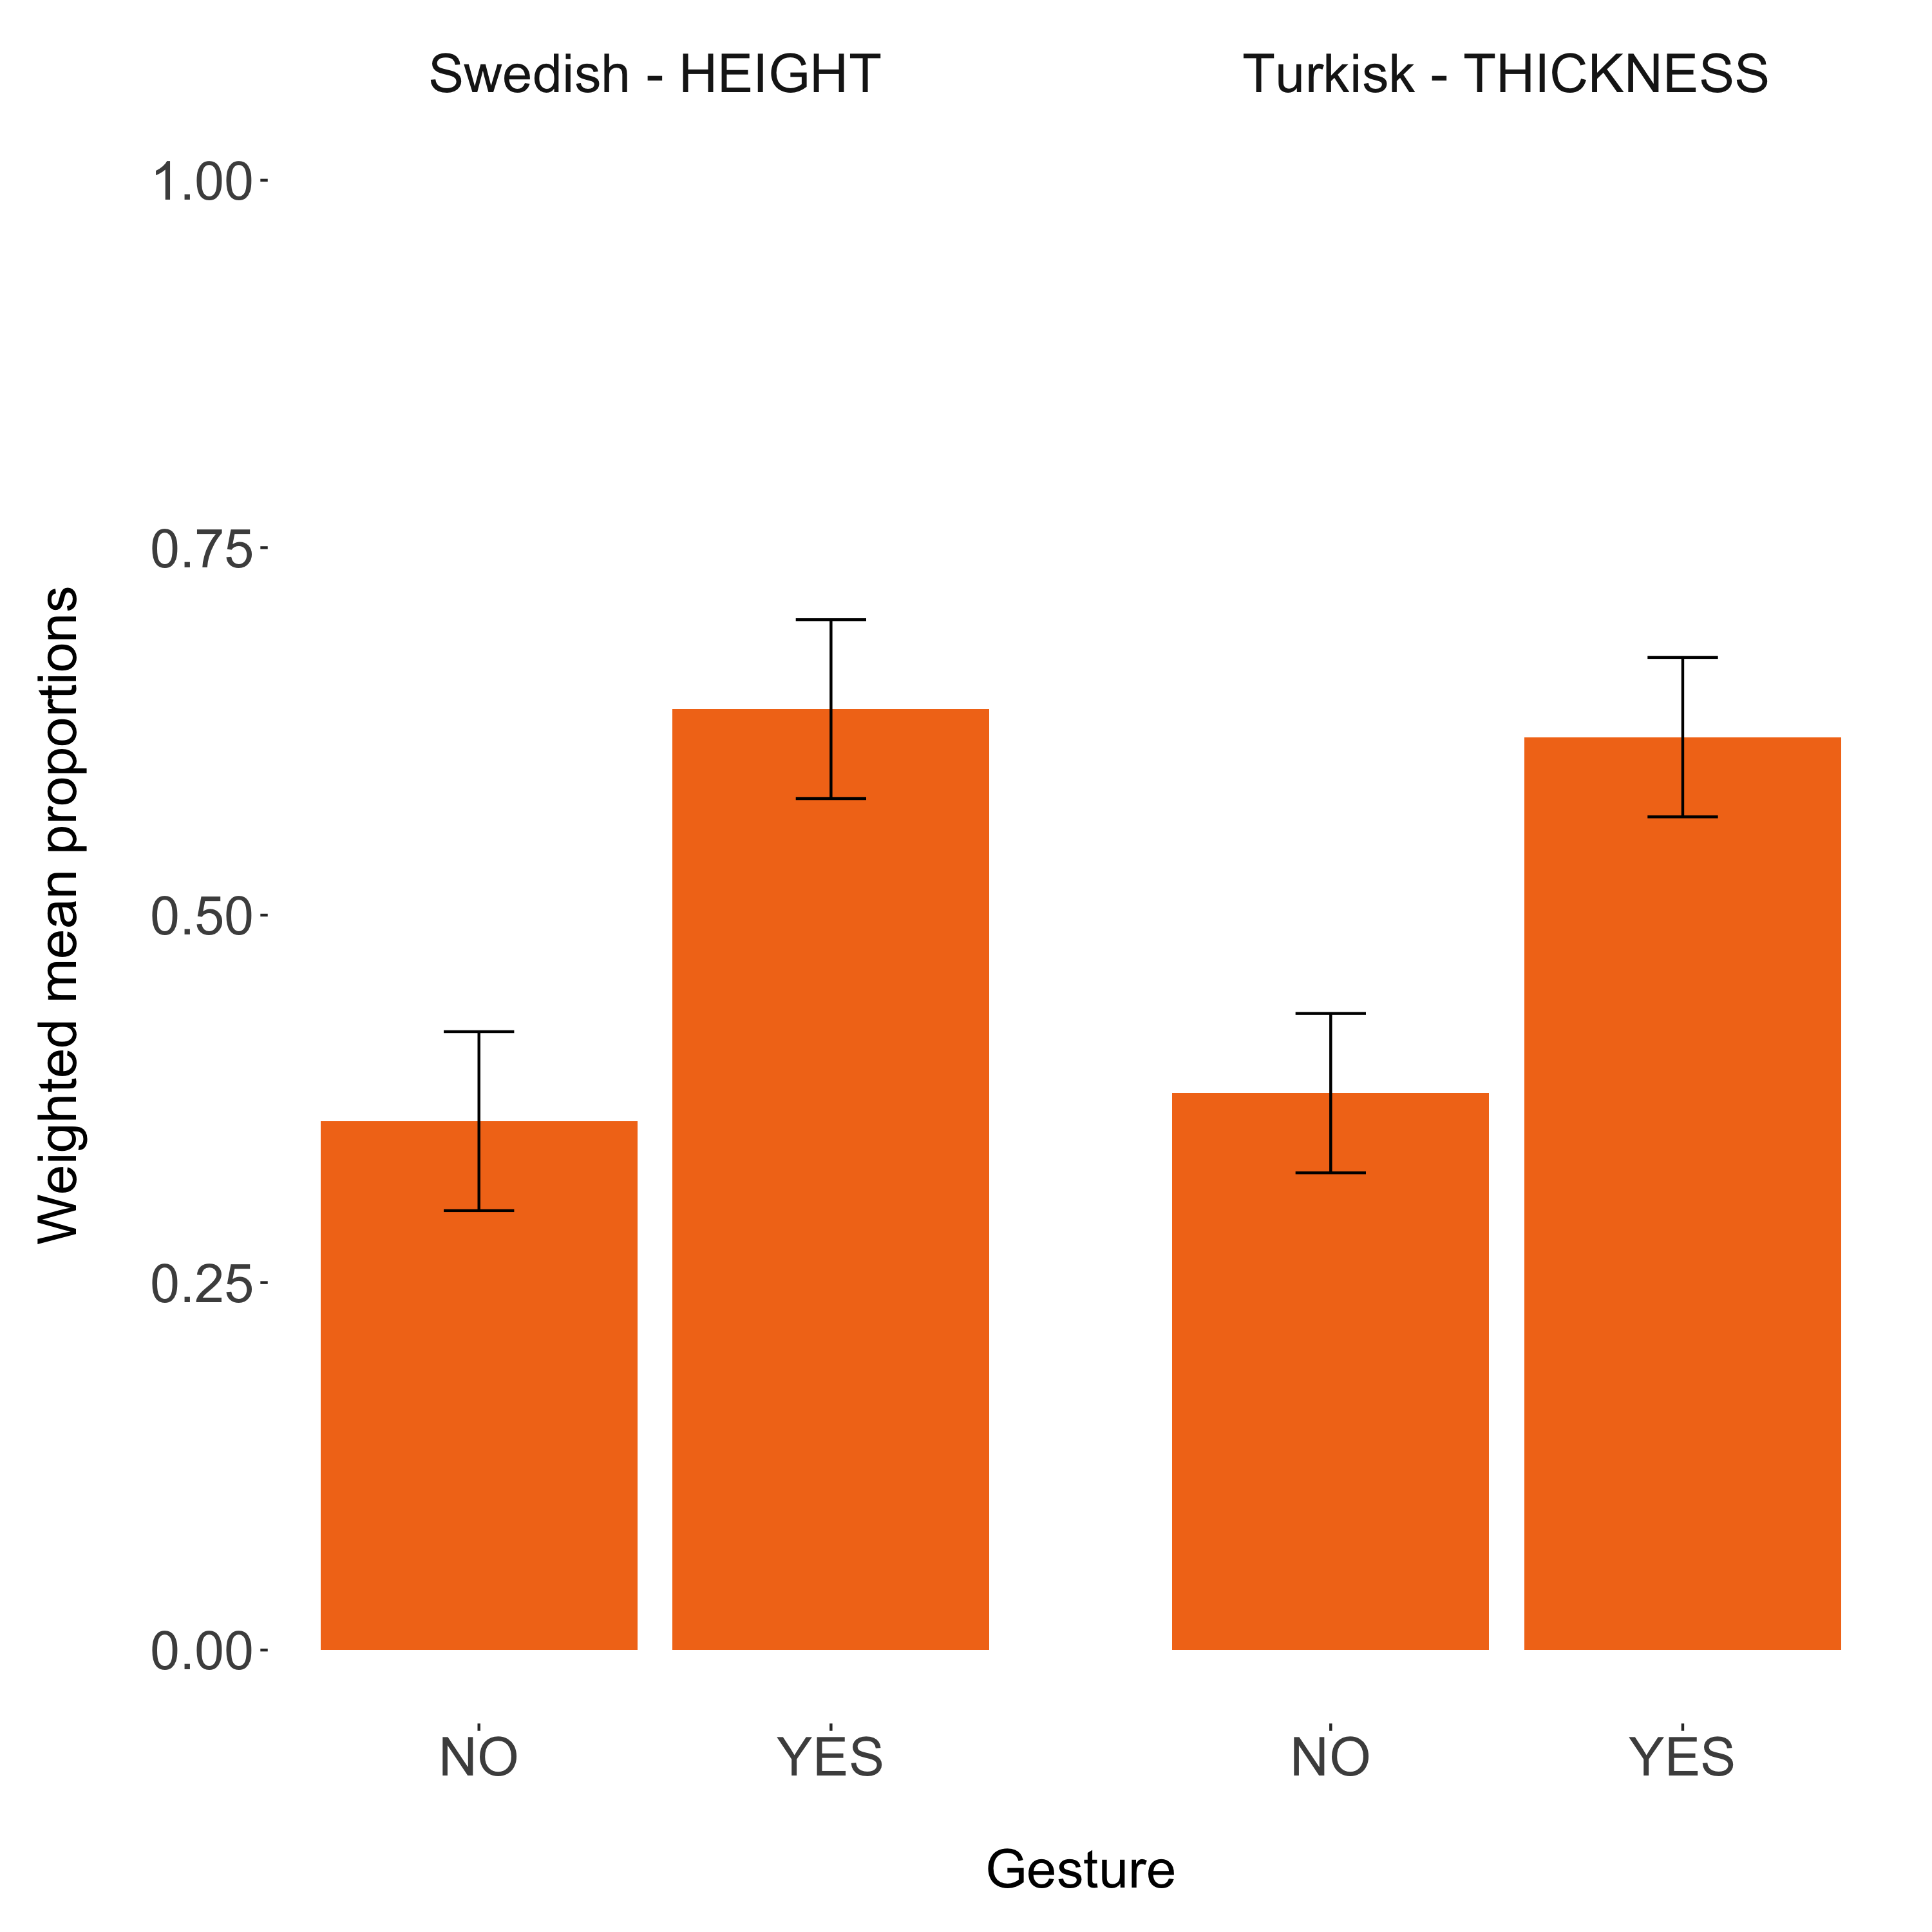 Swedish - HEIGHT
Turkisk - THICKNESS
Weighted mean proportions
1.00
0.75
0.50
0.25
0.00
NO
YES
NO
YES
Gesture